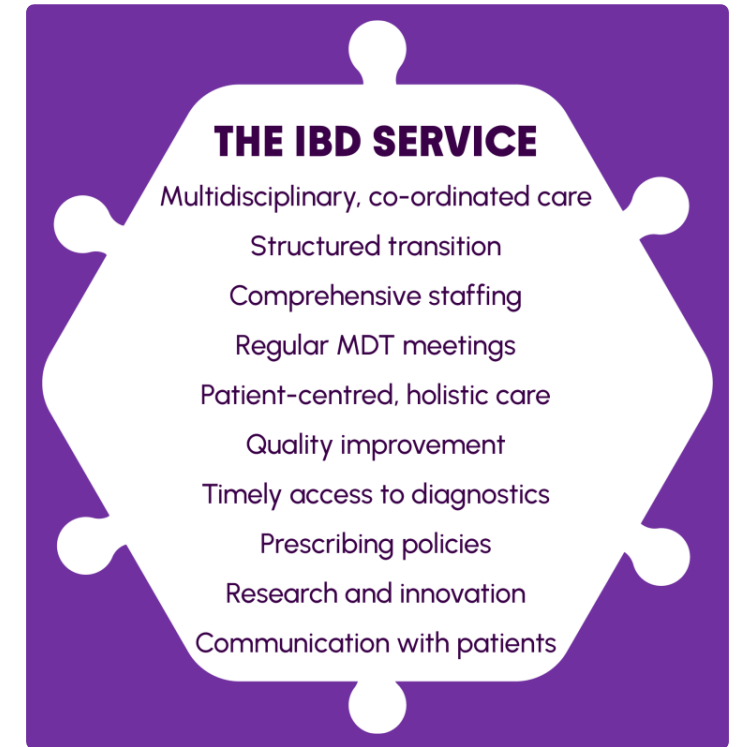 THE IBD SERVICE
Multidisciplinary, co-ordinated care
Structured transition
Comprehensive staffing
Regular MDT meetings
Patient-centred, holistic care
Quality improvement
Timely access to diagnostics
Prescribing policies
Research and innovation
Communication with patients